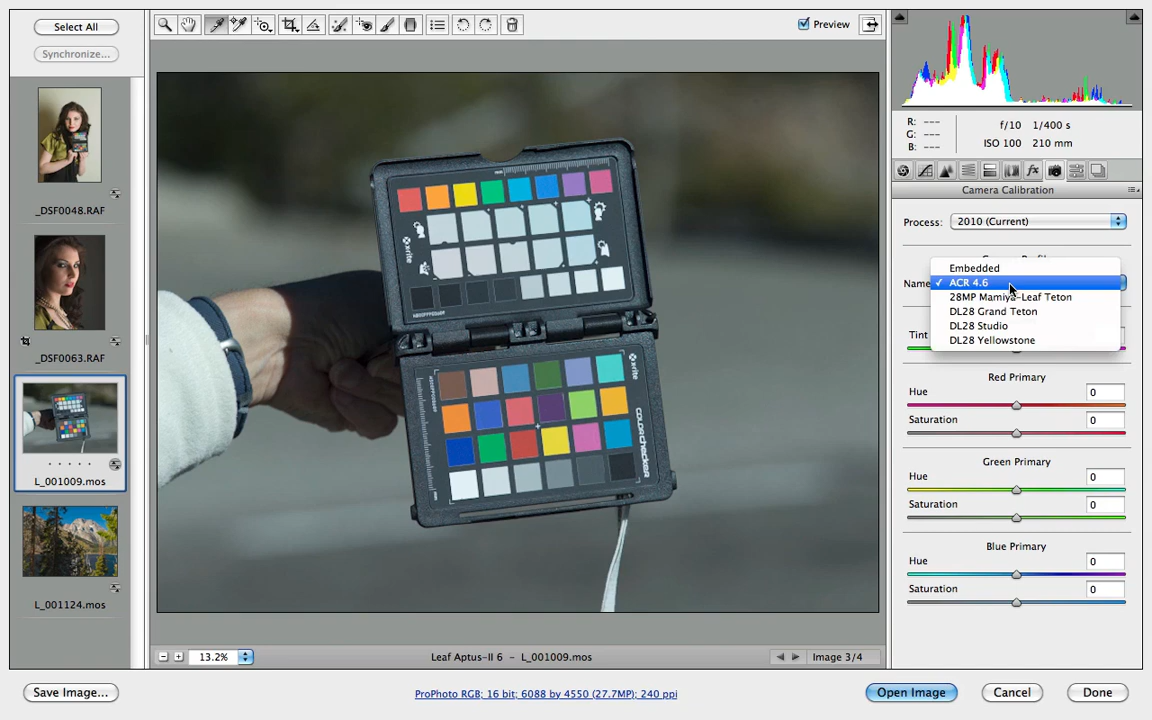 Select All
Synchronize...
_DSF0048.RAF
_DSF0063.RAF
L_001009.mos
L_001124.mos
Preview
x-rite
x-rite
colorchecker
13.2%
Leaf Aptus-II 6 - L_001009.mos
Image 3/4
R: ---
G: ---
B: ---
f/10 1/400 s
ISO 100 210 mm
Camera Calibration
Process: 2010 (Current)
Name
Embedded
✓ ACR 4.6
28MP Mamiya-Leaf Teton
DL28 Grand Teton
DL28 Studio
DL28 Yellowstone
Tint
Red Primary
Hue 0
Saturation 0
Green Primary
Hue 0
Saturation 0
Blue Primary
Hue 0
Saturation 0
Save Image...
ProPhoto RGB; 16 bit; 6088 by 4550 (27.7MP); 240 ppi
Open Image
Cancel
Done